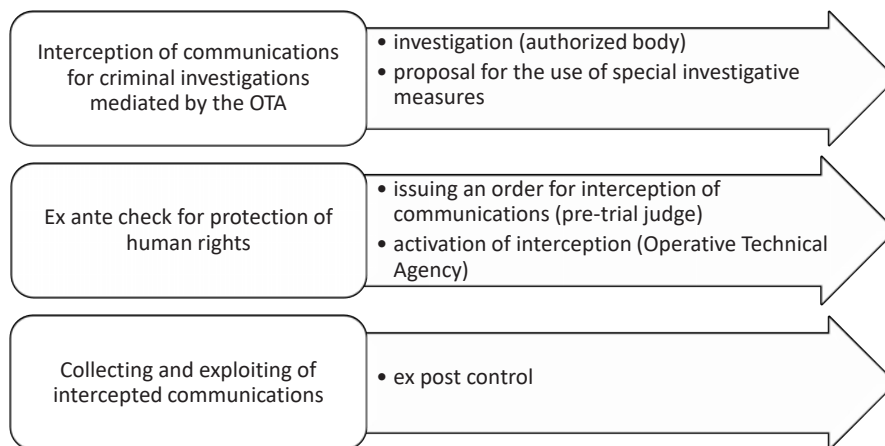 Interception of communications
for criminal investigations
mediated by the OTA
• investigation (authorized body)
• proposal for the use of special investigative
measures
Ex ante check for protection of
human rights
• issuing an order for interception of
communications (pre-trial judge)
• activation of interception (Operative Technical
Agency)
Collecting and exploiting of
intercepted communications
• ex post control